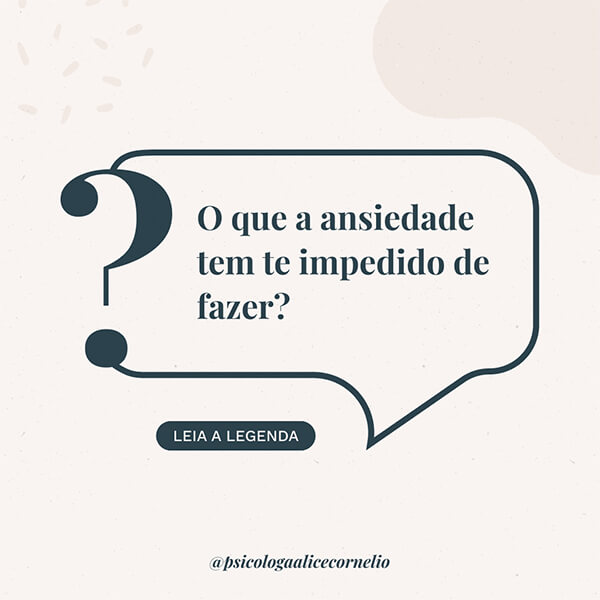 ?
O que a ansiedade
tem te impedido de
fazer?
LEIA A LEGENDA
@psicologaalicecornelio